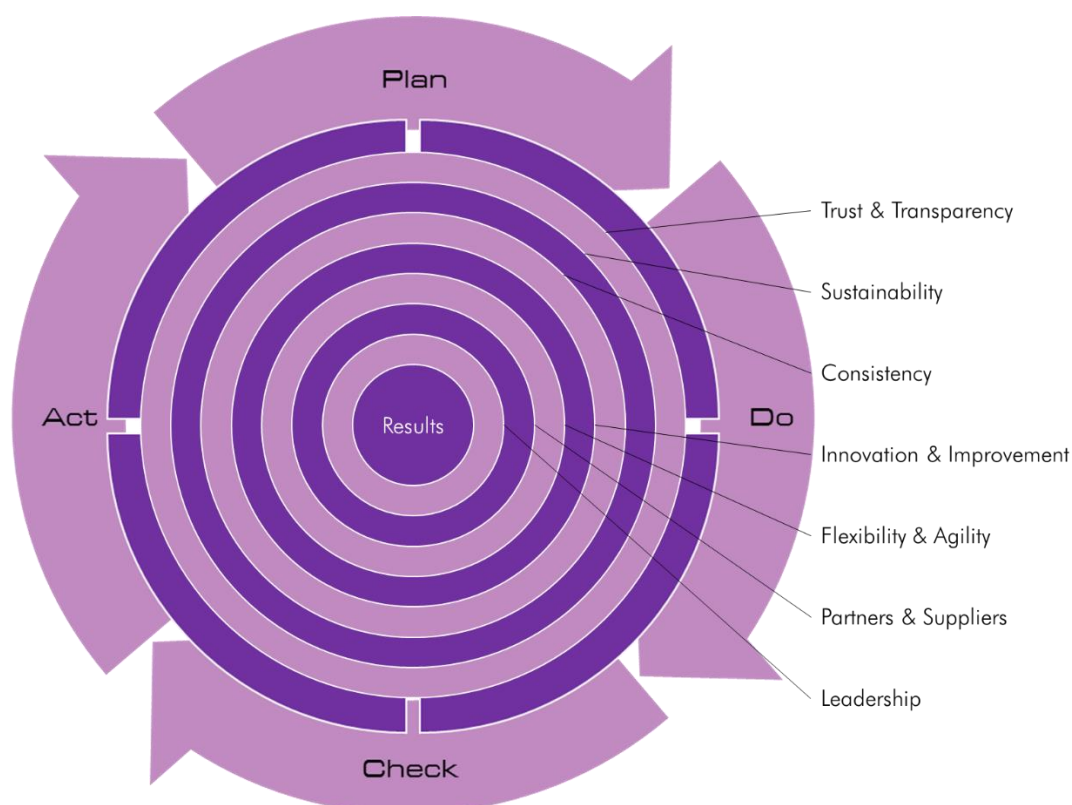 Plan
Trust & Transparency
Sustainability
Consistency
Act
Results
Do
Innovation & Improvement
Flexibility & Agility
Partners & Suppliers
Leadership
Check